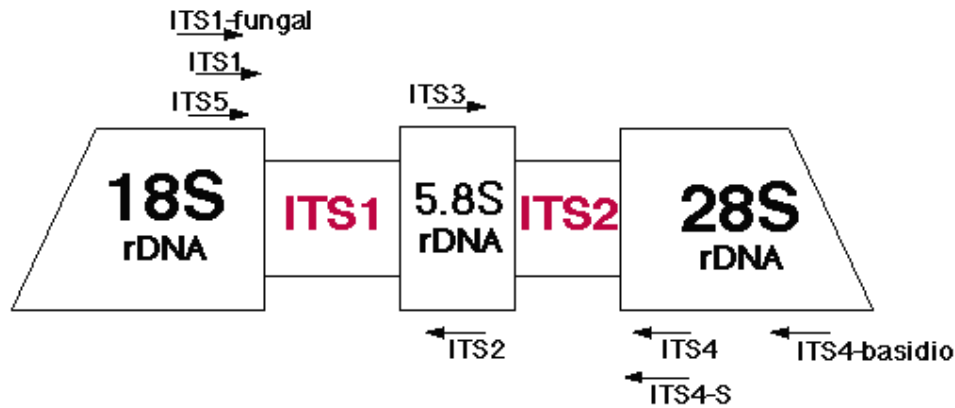 ITS1-fungal
ITS1
ITS5
ITS3
18S
rDNA
ITS1
5.8S
rDNA
ITS2
28S
rDNA
ITS2
ITS4
ITS4-basidio
ITS4-S